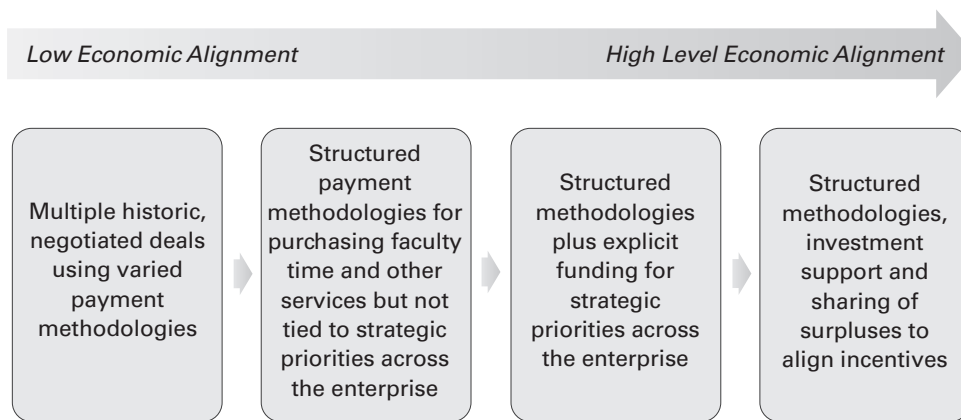 Low Economic Alignment
High Level Economic Alignment
Multiple historic,
negotiated deals
using varied
payment
methodologies
Structured
payment
methodologies for
purchasing faculty
time and other
services but not
tied to strategic
priorities across
the enterprise
Structured
methodologies
plus explicit
funding for
strategic
priorities across
the enterprise
Structured
methodologies,
investment
support and
sharing of
surpluses to
align incentives